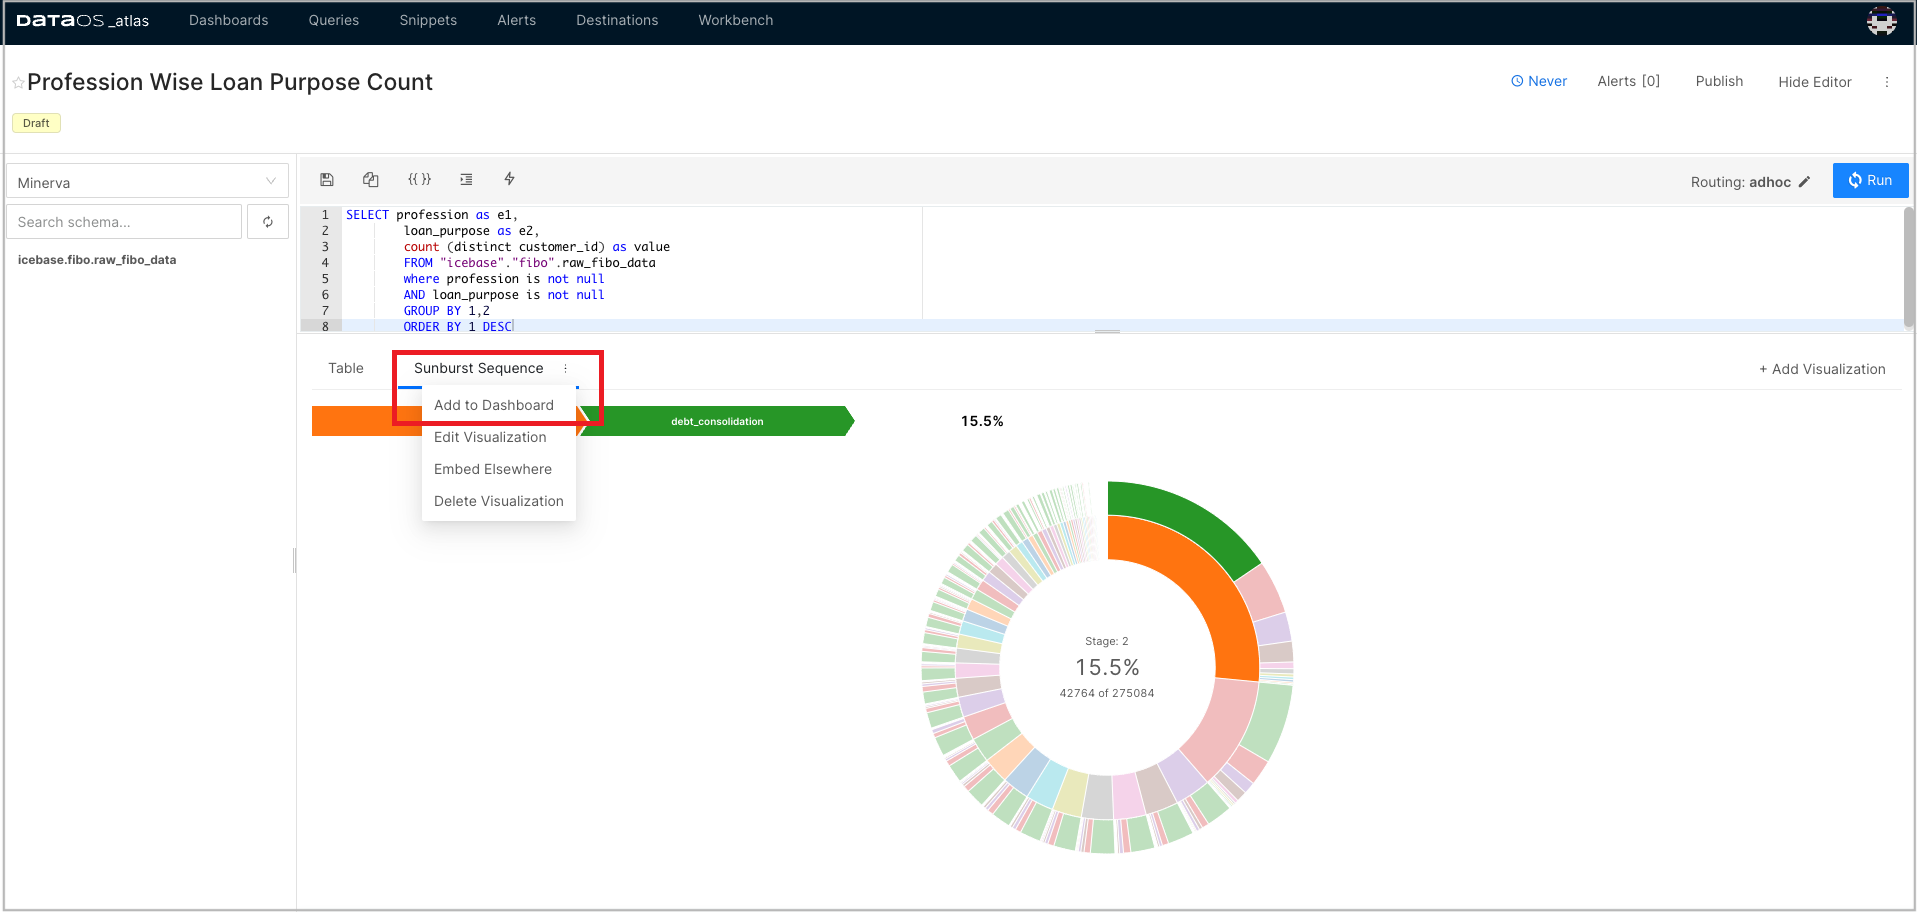 DATAOS _atlas Dashboards Queries Snippets Alerts Destinations Workbench
Profession Wise Loan Purpose Count
Never Alerts [0] Publish Hide Editor
Draft
Minerva
{{ }}
Routing: adhoc
Run
Search schema...
icebase.fibo.raw_fibo_data
1 SELECT profession as e1,
2 loan_purpose as e2,
3 count (distinct customer_id) as value
4 FROM "icebase"."fibo".raw_fibo_data
5 where profession is not null
6 AND loan_purpose is not null
7 GROUP BY 1,2
8 ORDER BY 1 DESC
Table Sunburst Sequence + Add Visualization
Add to Dashboard
Edit Visualization
Embed Elsewhere
Delete Visualization
debt_consolidation 15.5%
Stage: 2
15.5%
42764 of 275084